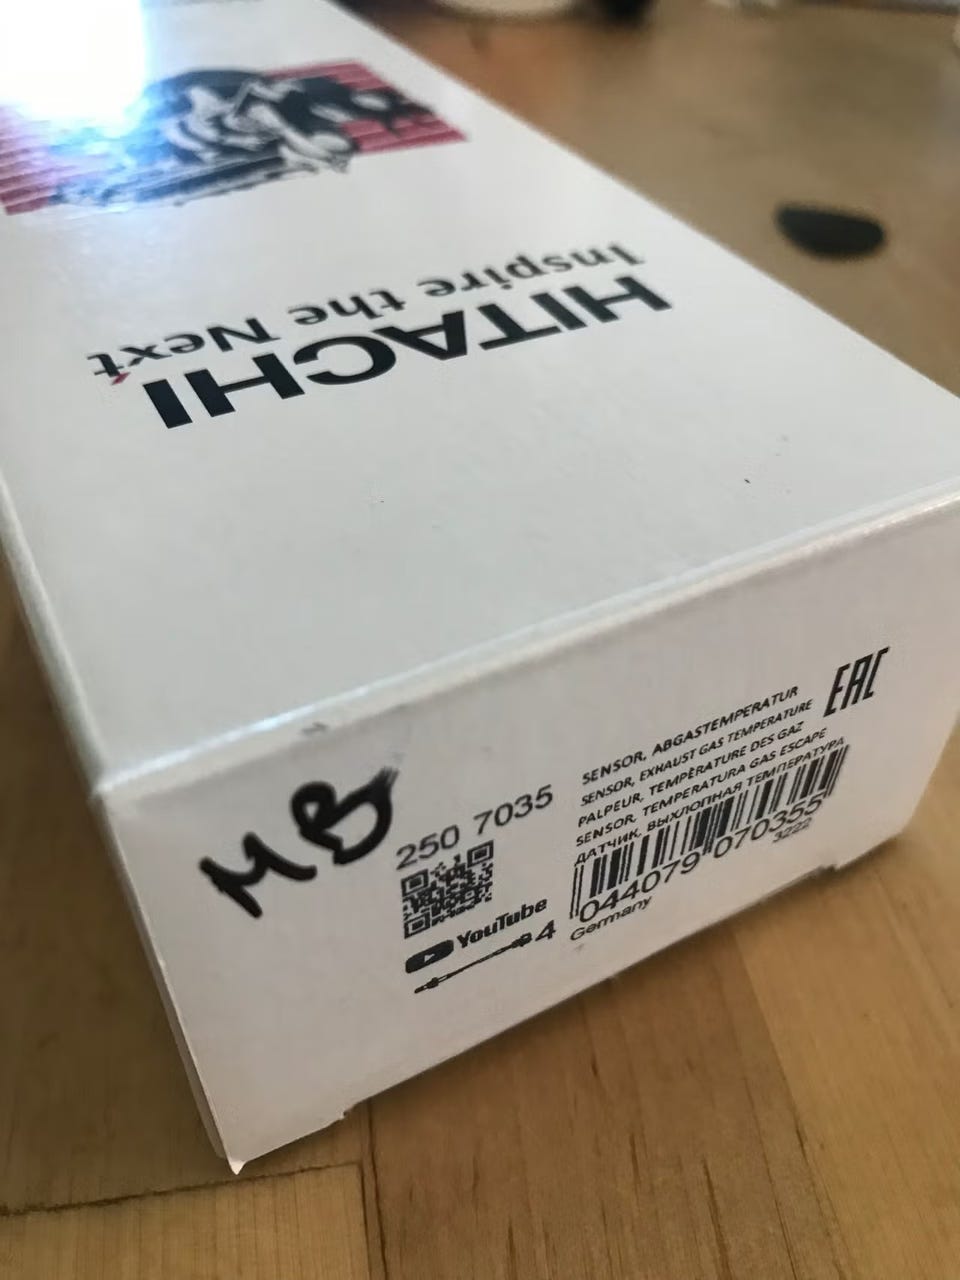 HITACHI
Inspire the Next
MB
250 7035
YouTube
4
SENSOR, ABGASTEMPERATUR
SENSOR, EXHAUST GAS TEMPERATURE
PALPEUR, TEMPÈRATURE DES GAZ
SENSOR, TEMPERATURA GAS ESCAPE
ДАТЧИК, ВЫХЛОПНАЯ ТЕМПЕРАТУРА
EAC
044079 070355
3222
Germany